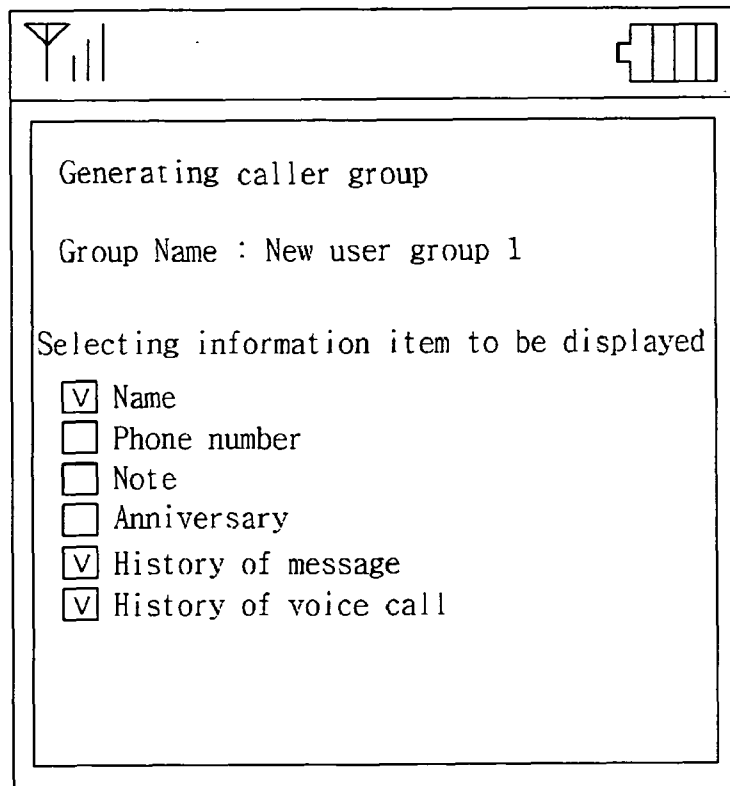 Generating caller group
Group Name : New user group 1
Selecting information item to be displayed
V Name
Phone number
Note
Anniversary
V History of message
V History of voice call